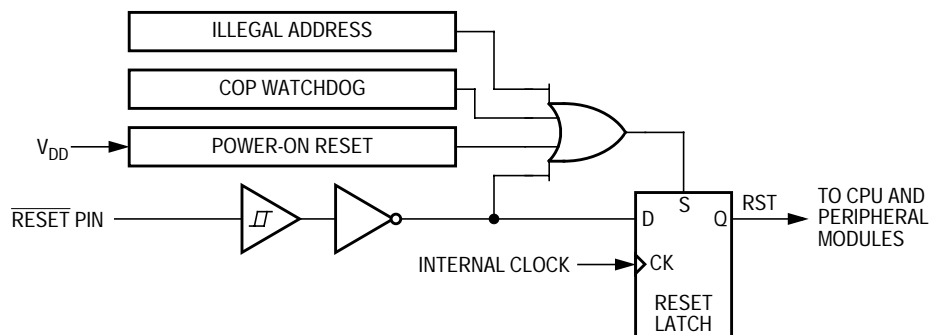 ILLEGAL ADDRESS
COP WATCHDOG
V_DD
POWER-ON RESET
RESET PIN
INTERNAL CLOCK
D
S
Q
CK
RESET
LATCH
RST
TO CPU AND
PERIPHERAL
MODULES